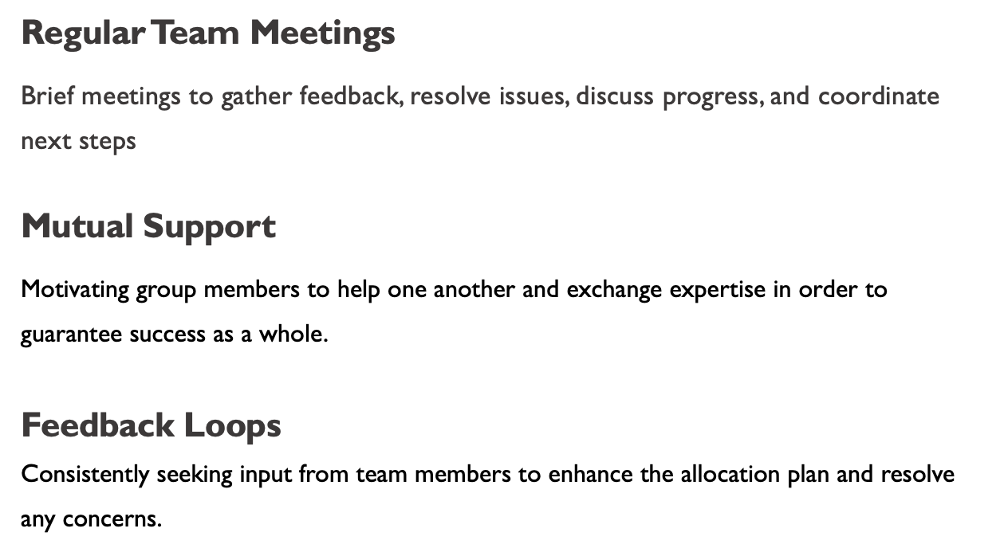 Regular Team Meetings
Brief meetings to gather feedback, resolve issues, discuss progress, and coordinate
next steps
Mutual Support
Motivating group members to help one another and exchange expertise in order to
guarantee success as a whole.
Feedback Loops
Consistently seeking input from team members to enhance the allocation plan and resolve
any concerns.